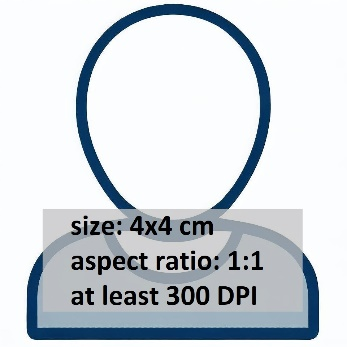 size: 4x4 cm
aspect ratio: 1:1
at least 300 DPI